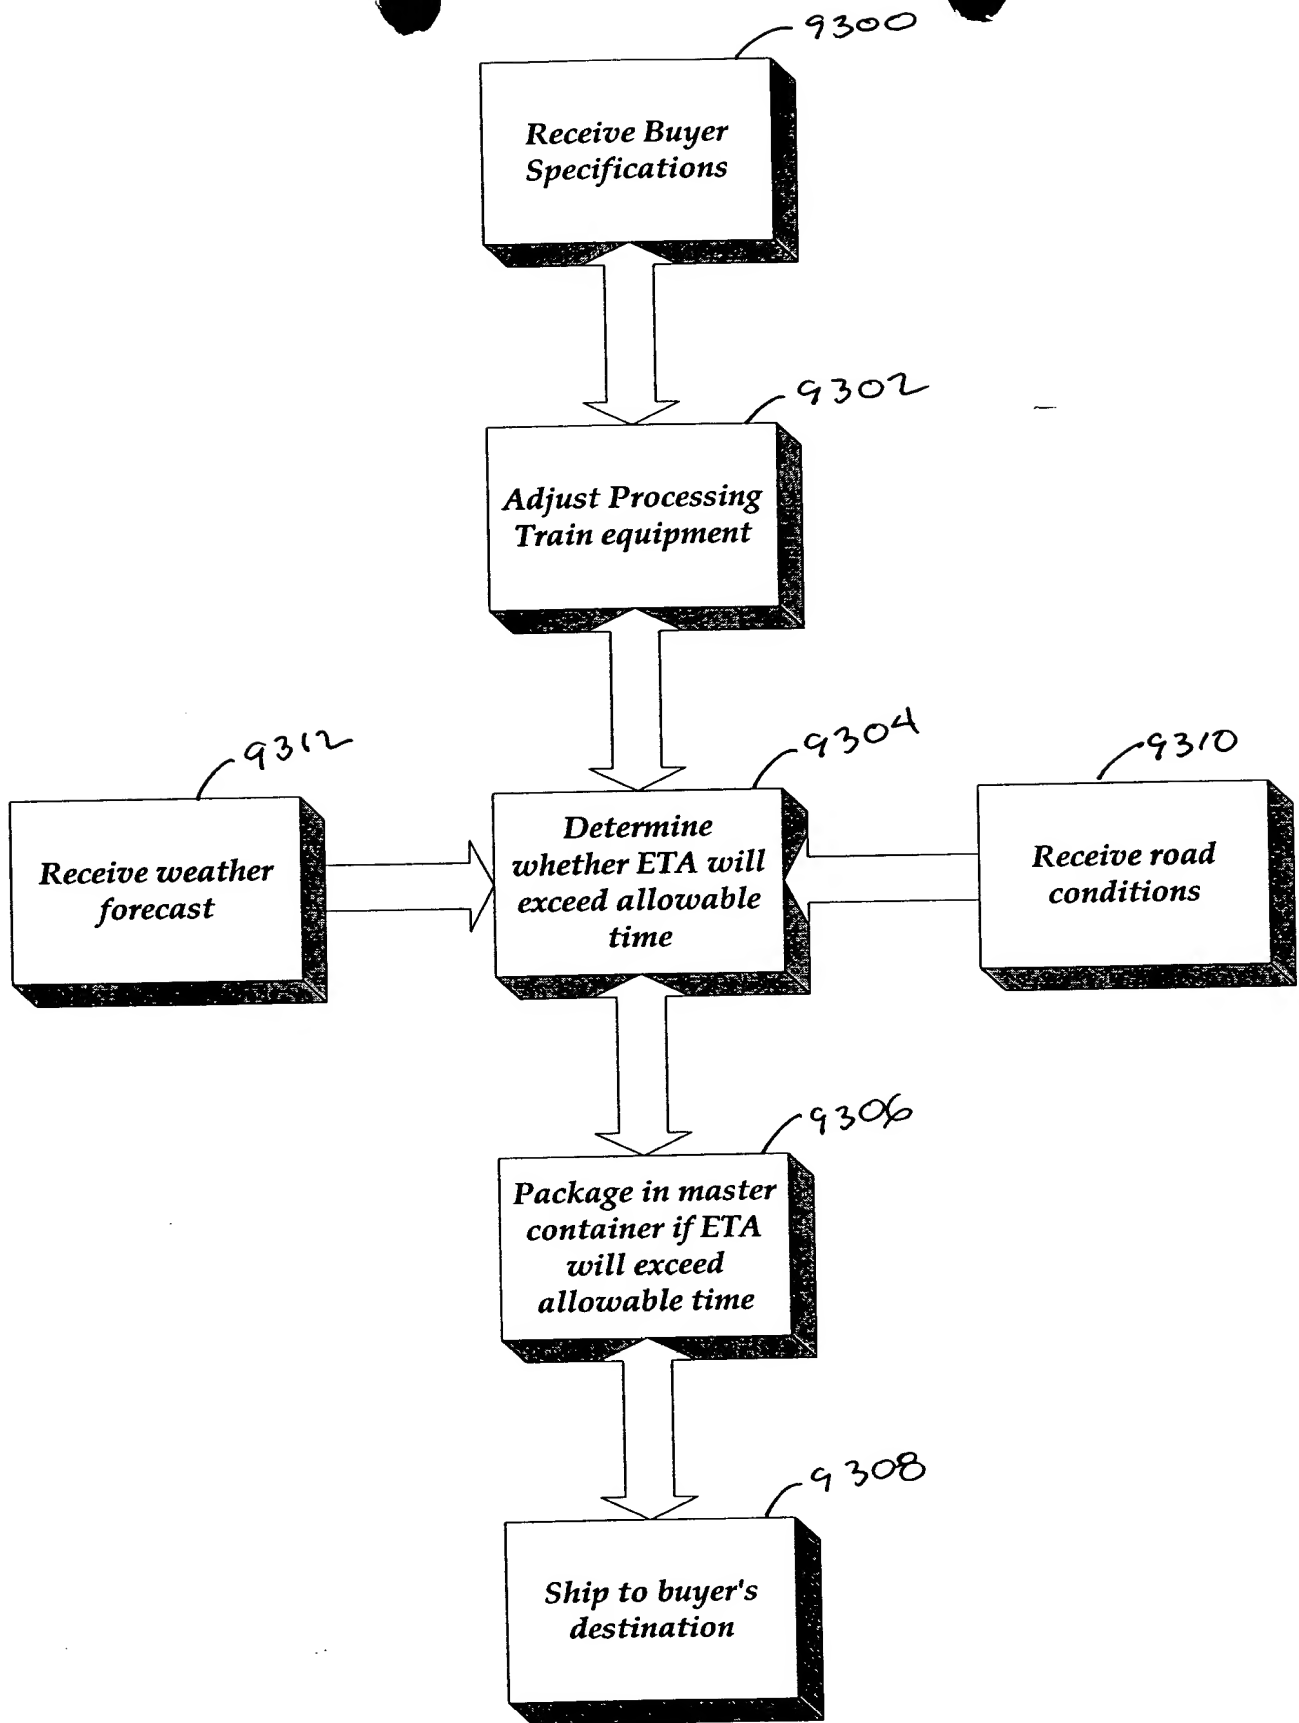 9300
Receive Buyer
Specifications
9302
Adjust Processing
Train equipment
9304
Determine
whether ETA will
exceed allowable
time
9312
Receive weather
forecast
9310
Receive road
conditions
9306
Package in master
container if ETA
will exceed
allowable time
9308
Ship to buyer's
destination